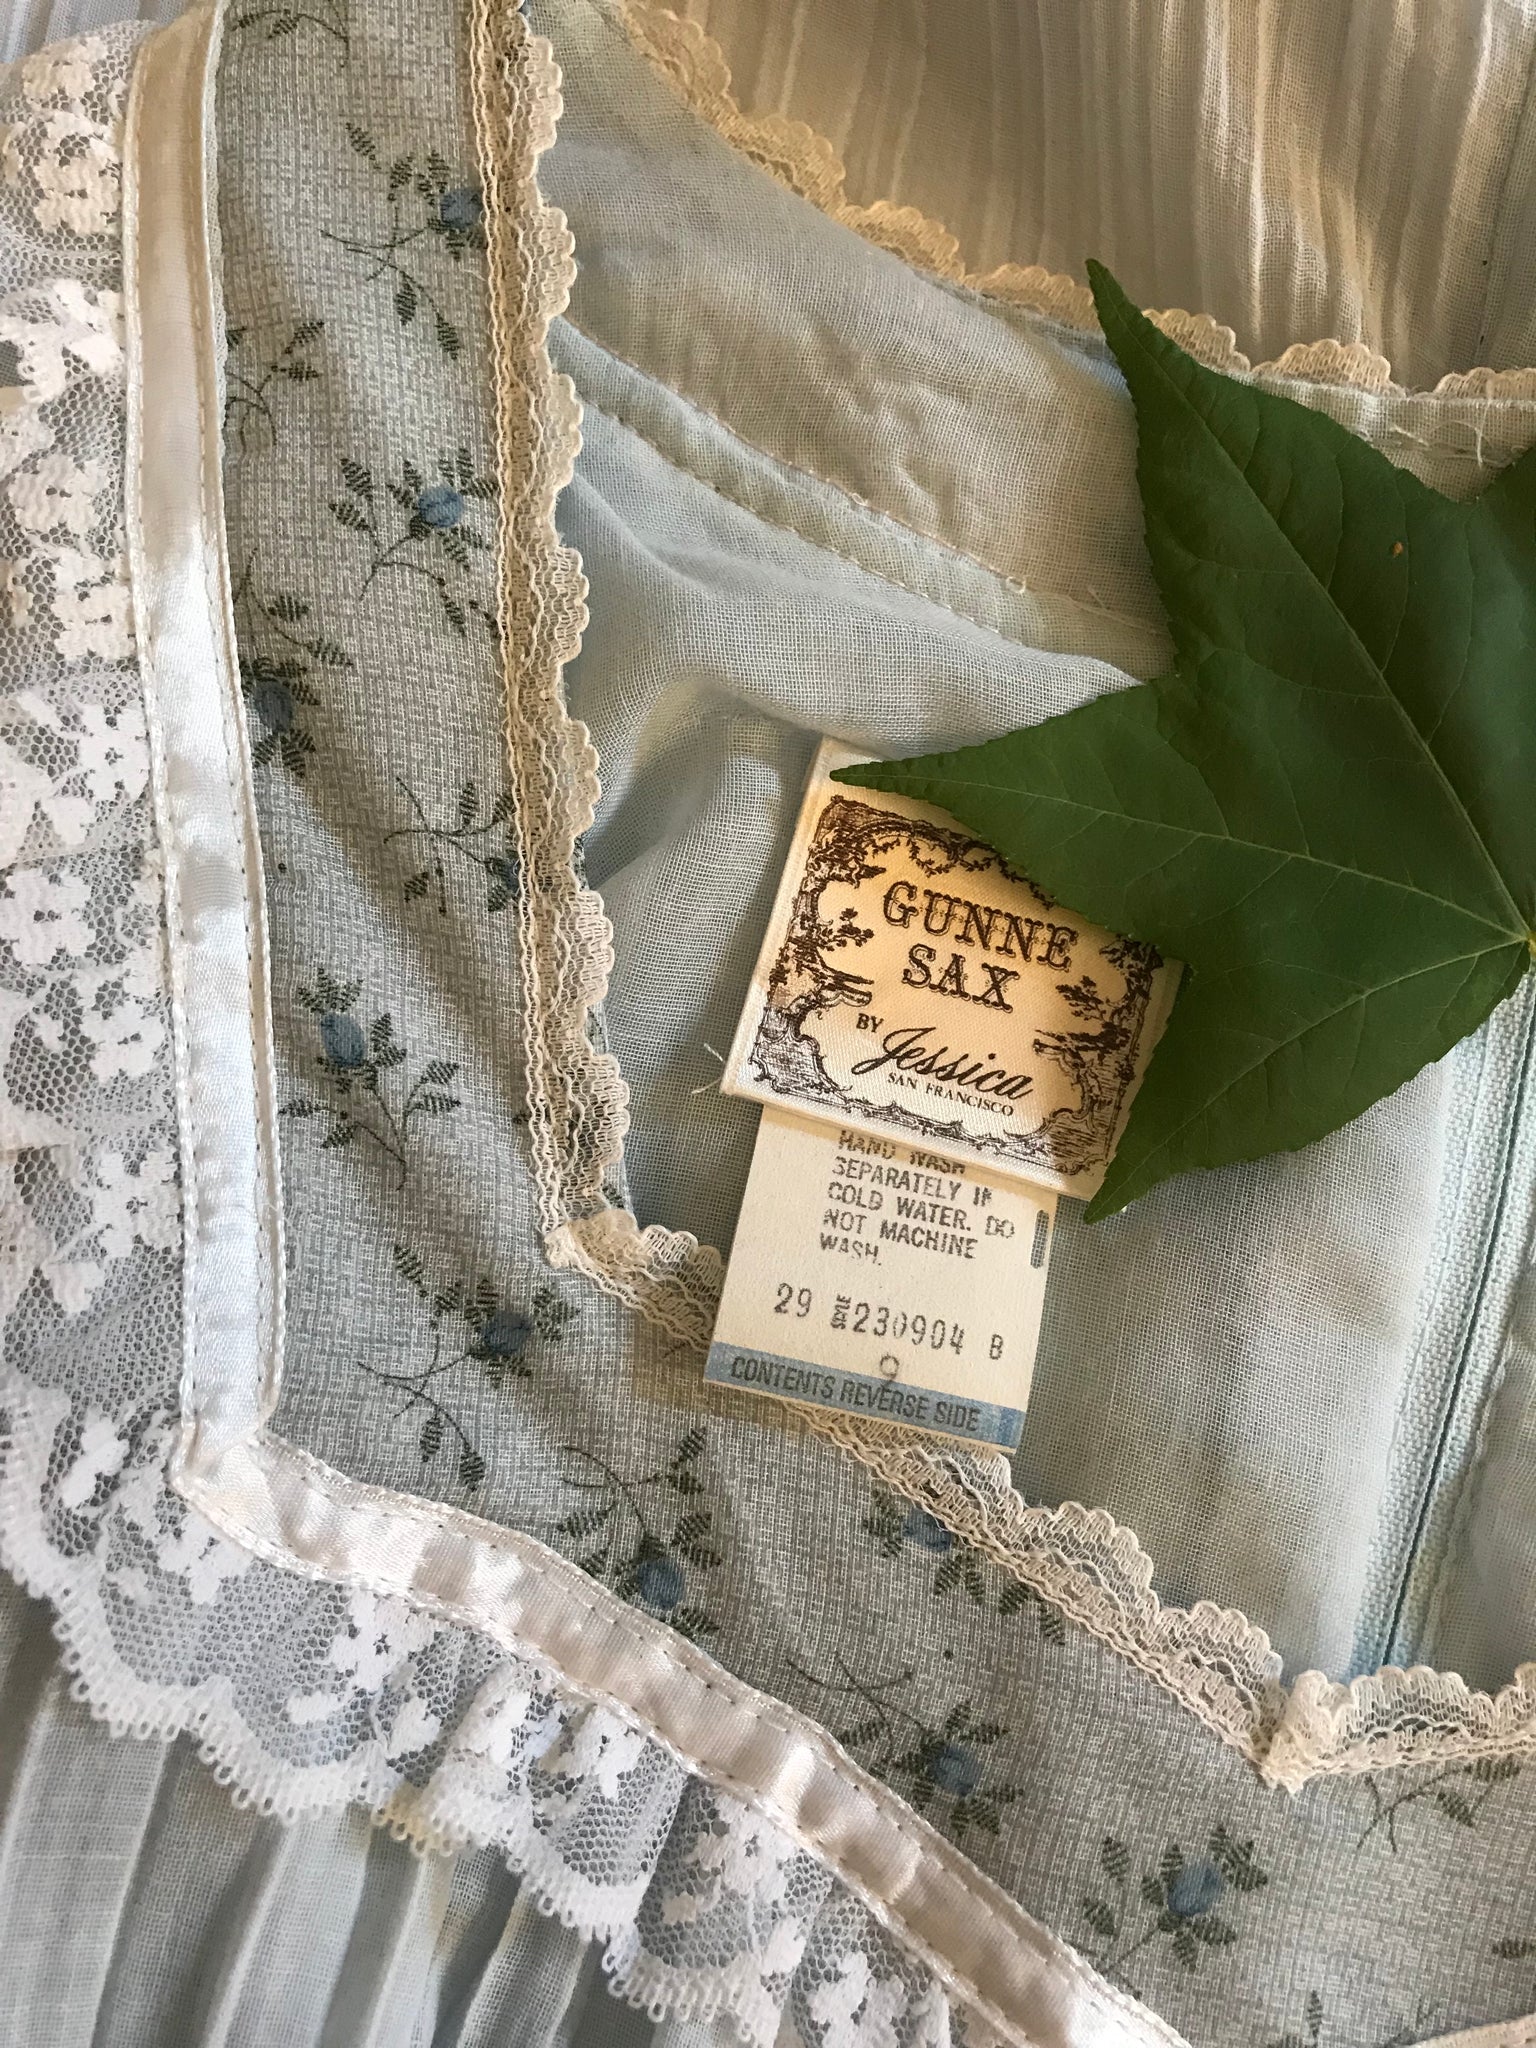 GUNNE
SAX
BY Jessica
SAN FRANCISCO
HAND WASH
SEPARATELY IN
COLD WATER. DO
NOT MACHINE
WASH.
29 STYLE 230904 B
9
CONTENTS REVERSE SIDE